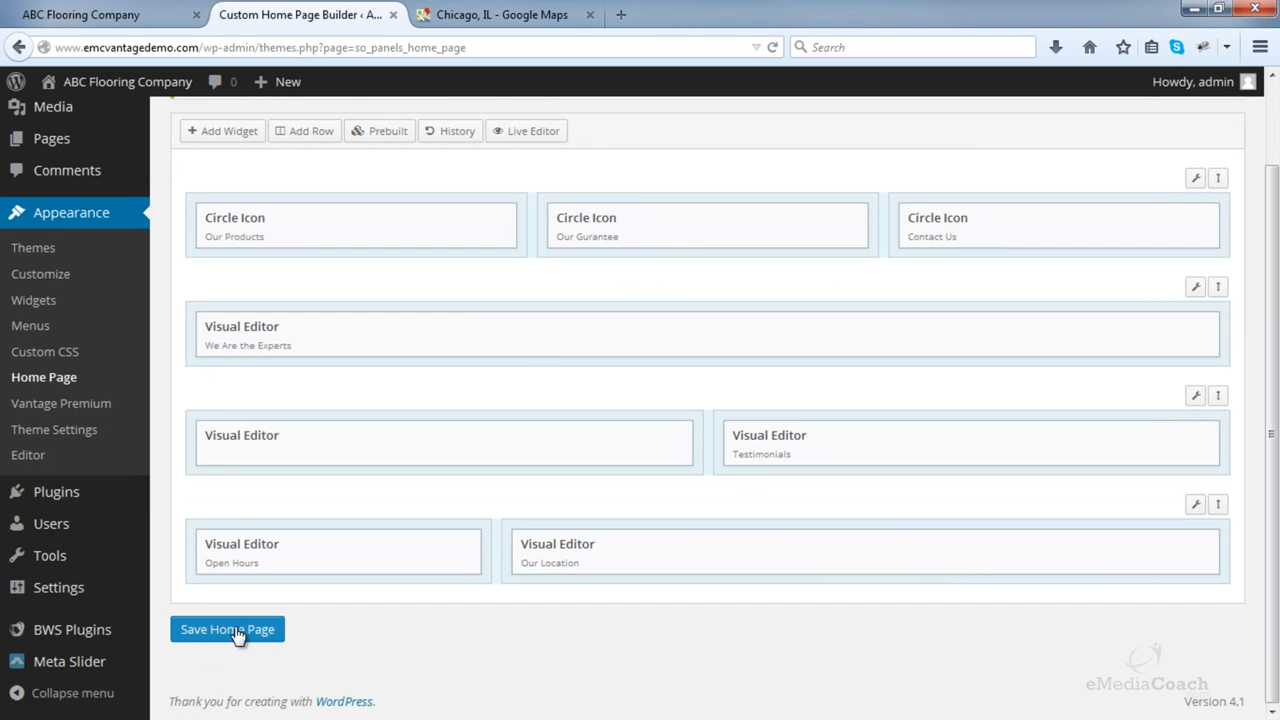 ABC Flooring Company
Custom Home Page Builder ‹ A...
Chicago, IL - Google Maps
www.emcvantagedemo.com/wp-admin/themes.php?page=so_panels_home_page
Search
ABC Flooring Company
0
New
Howdy, admin
Media
Pages
Comments
Appearance
Themes
Customize
Widgets
Menus
Custom CSS
Home Page
Vantage Premium
Theme Settings
Editor
Plugins
Users
Tools
Settings
BWS Plugins
Meta Slider
Collapse menu
Add Widget
Add Row
Prebuilt
History
Live Editor
Circle Icon
Our Products
Circle Icon
Our Gurantee
Circle Icon
Contact Us
Visual Editor
We Are the Experts
Visual Editor
Visual Editor
Testimonials
Visual Editor
Open Hours
Visual Editor
Our Location
Save Home Page
eMediaCoach
.com
Thank you for creating with WordPress.
Version 4.1